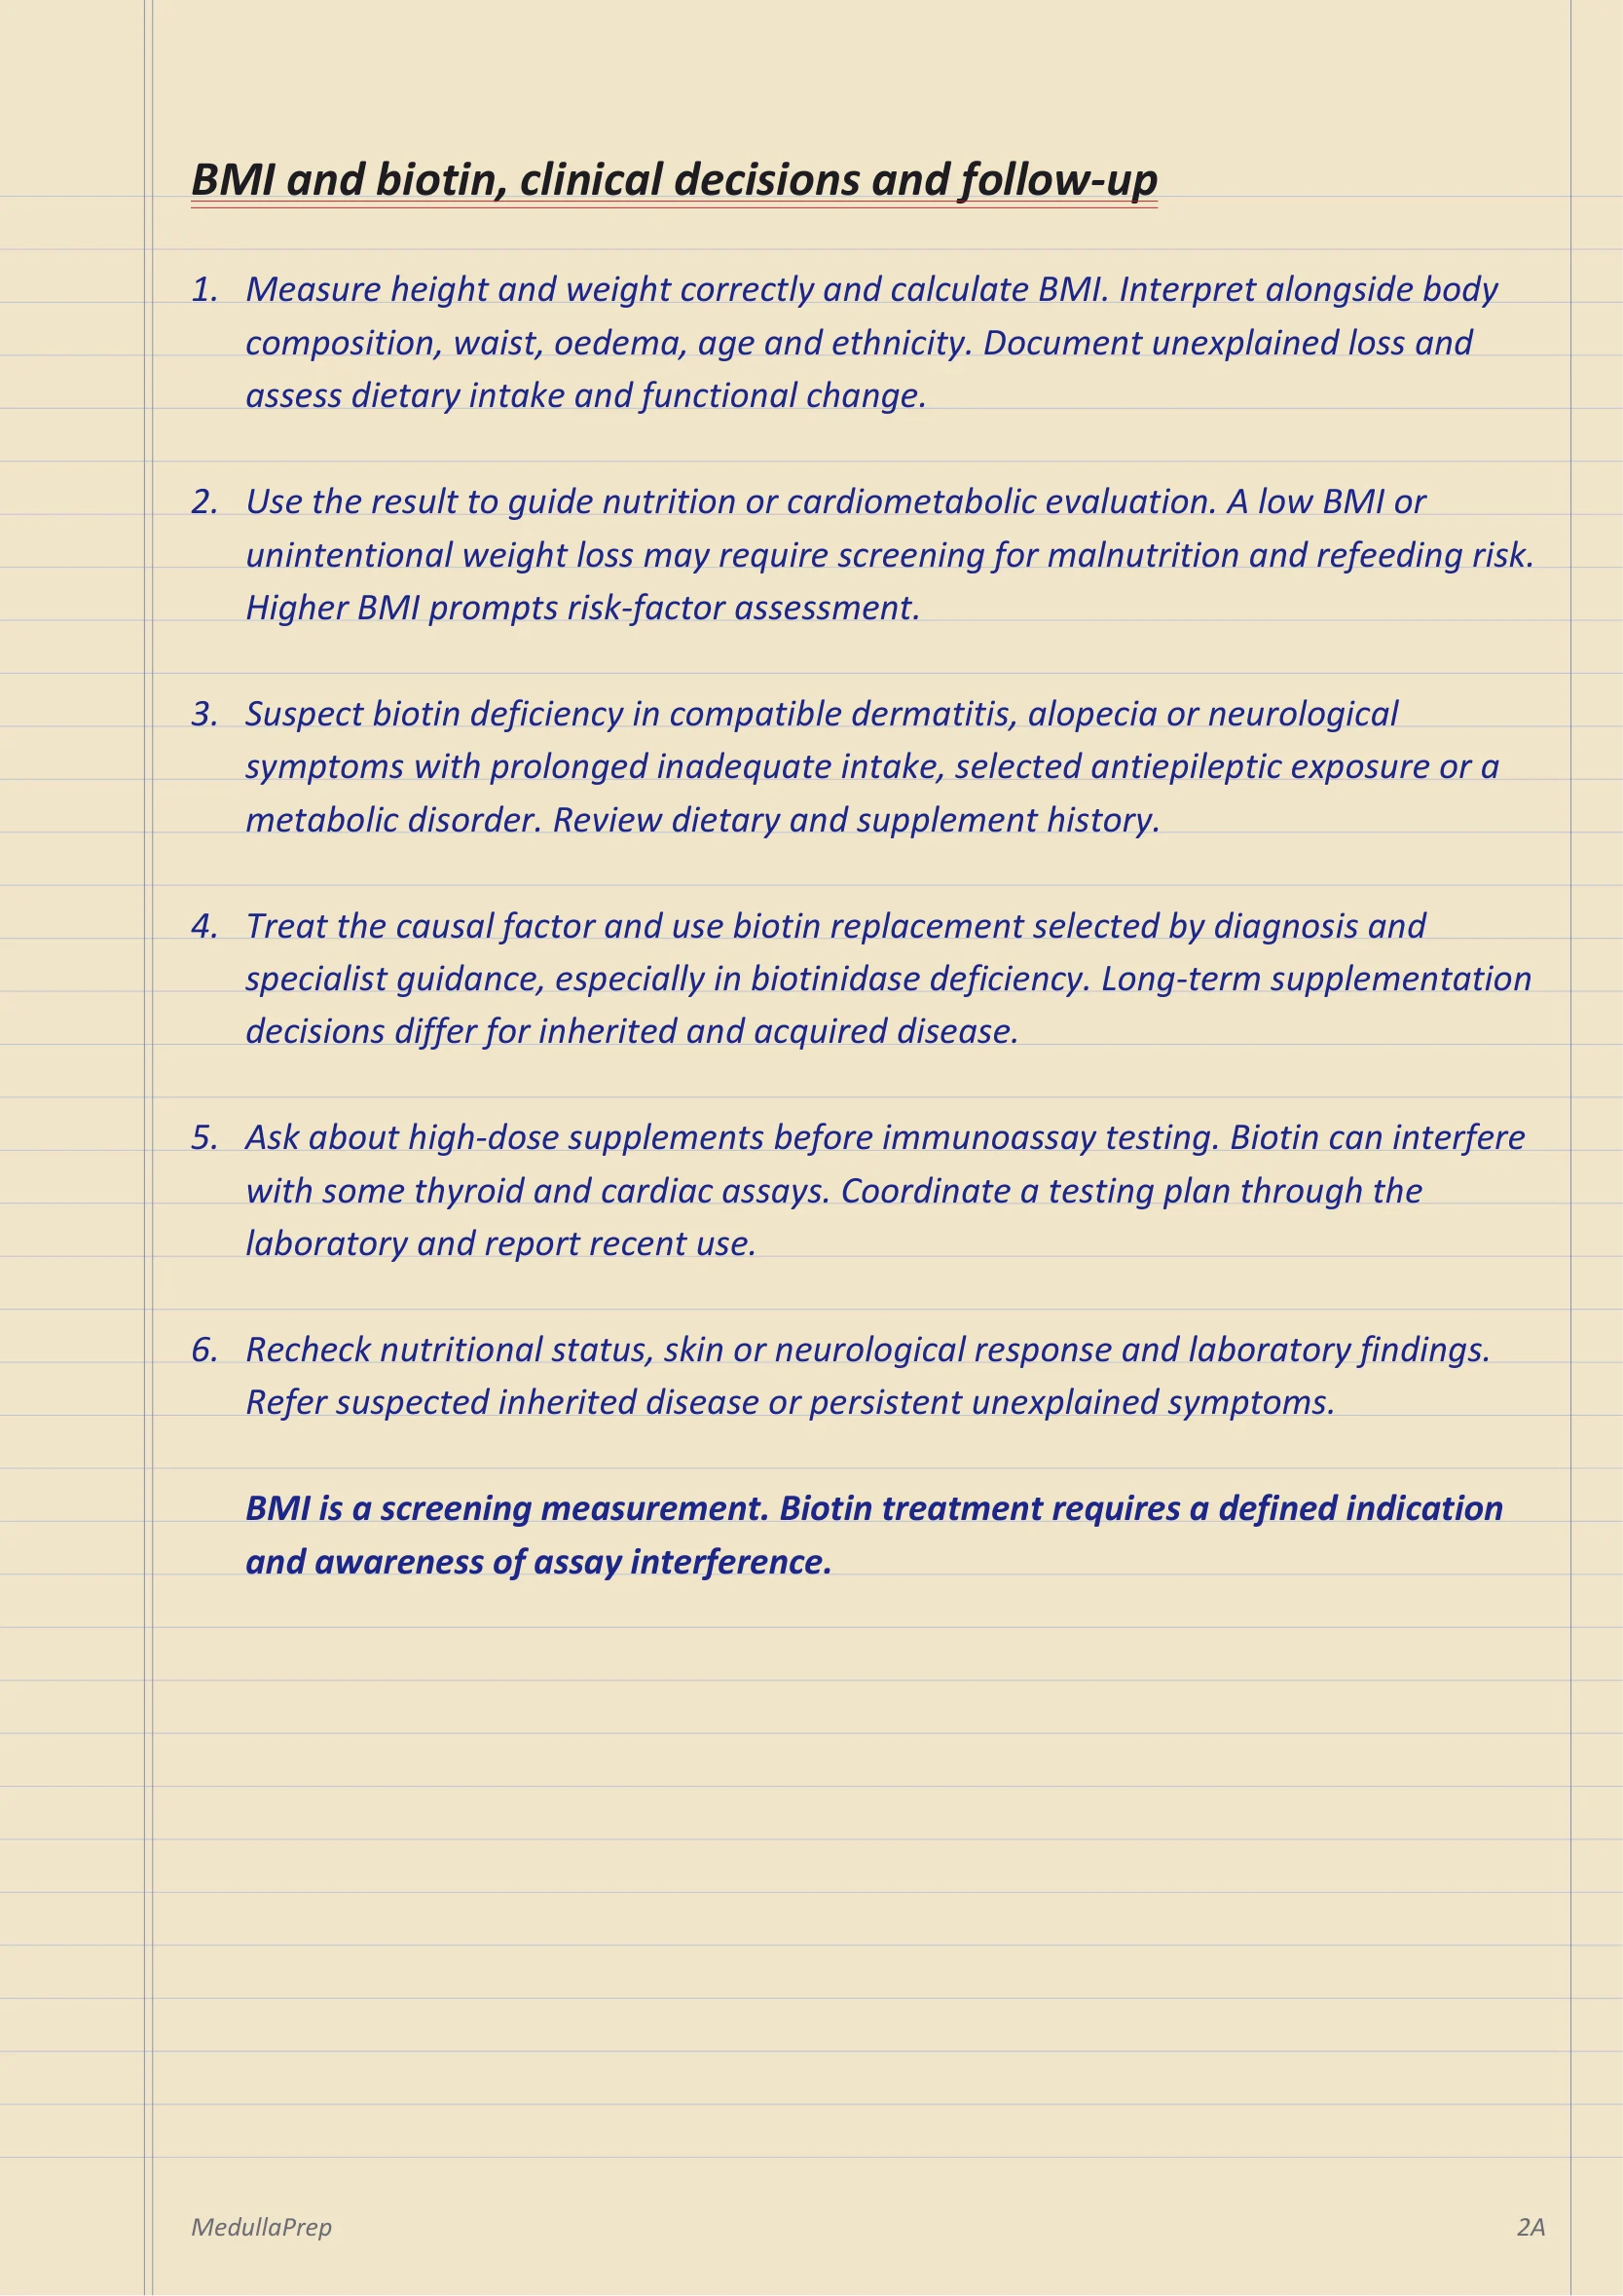 BMI and biotin, clinical decisions and follow-up
1. Measure height and weight correctly and calculate BMI. Interpret alongside body
composition, waist, oedema, age and ethnicity. Document unexplained loss and
assess dietary intake and functional change.
2. Use the result to guide nutrition or cardiometabolic evaluation. A low BMI or
unintentional weight loss may require screening for malnutrition and refeeding risk.
Higher BMI prompts risk-factor assessment.
3. Suspect biotin deficiency in compatible dermatitis, alopecia or neurological
symptoms with prolonged inadequate intake, selected antiepileptic exposure or a
metabolic disorder. Review dietary and supplement history.
4. Treat the causal factor and use biotin replacement selected by diagnosis and
specialist guidance, especially in biotinidase deficiency. Long-term supplementation
decisions differ for inherited and acquired disease.
5. Ask about high-dose supplements before immunoassay testing. Biotin can interfere
with some thyroid and cardiac assays. Coordinate a testing plan through the
laboratory and report recent use.
6. Recheck nutritional status, skin or neurological response and laboratory findings.
Refer suspected inherited disease or persistent unexplained symptoms.
BMI is a screening measurement. Biotin treatment requires a defined indication
and awareness of assay interference.
MedullaPrep
2A